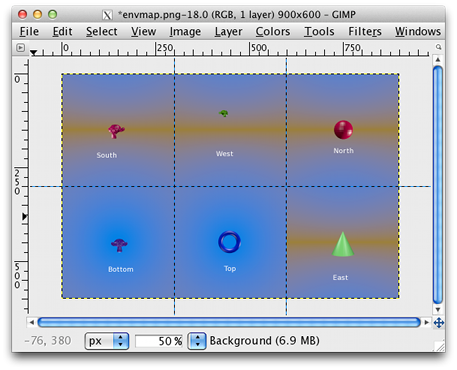 *envmap.png-18.0 (RGB, 1 layer) 900x600 – GIMP
File Edit Select View Image Layer Colors Tools Filters Windows
0 250 500 750
0
250
500
South West North
Bottom Top East
-76, 380 px 50 % Background (6.9 MB)